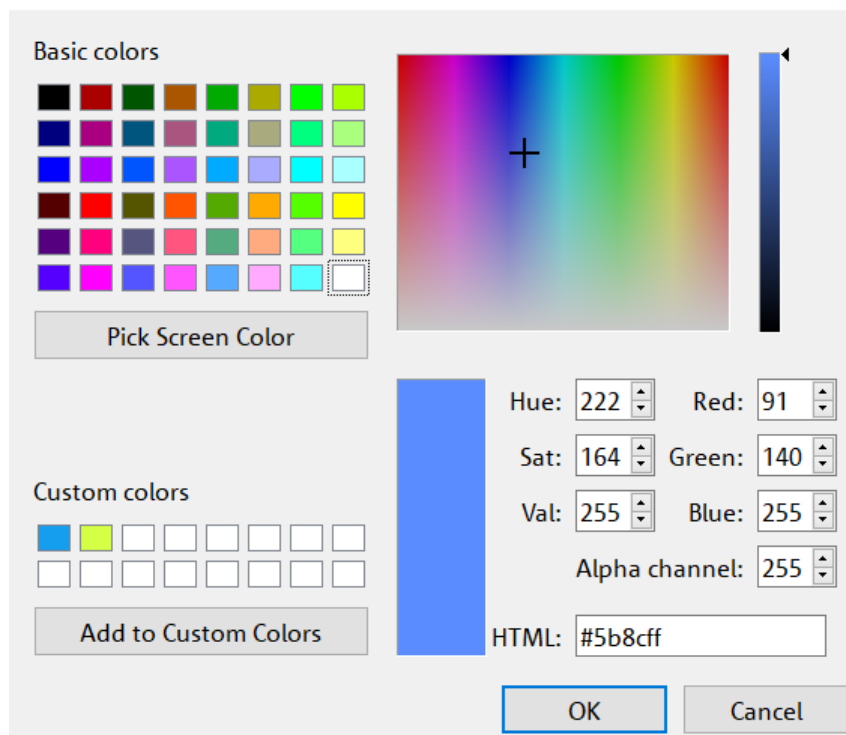 Basic colors
Pick Screen Color
Custom colors
Add to Custom Colors
Hue: 222 Red: 91
Sat: 164 Green: 140
Val: 255 Blue: 255
Alpha channel: 255
HTML: #5b8cff
OK Cancel